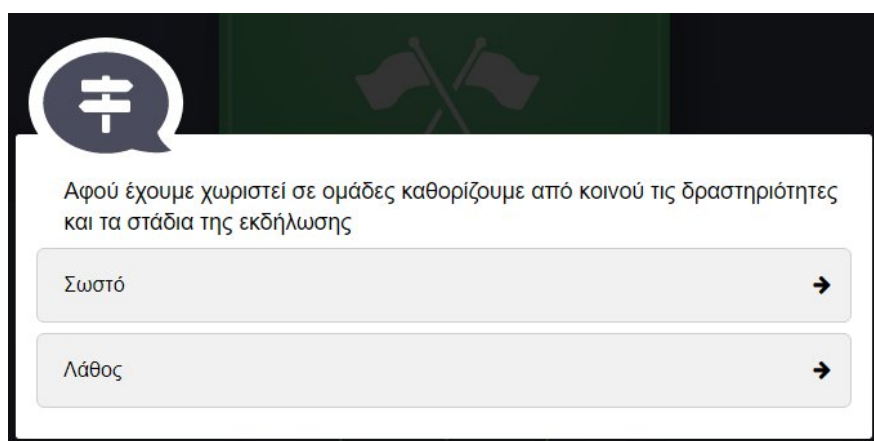 Αφού έχουμε χωριστεί σε ομάδες καθορίζουμε από κοινού τις δραστηριότητες
και τα στάδια της εκδήλωσης
Σωστό
Λάθος